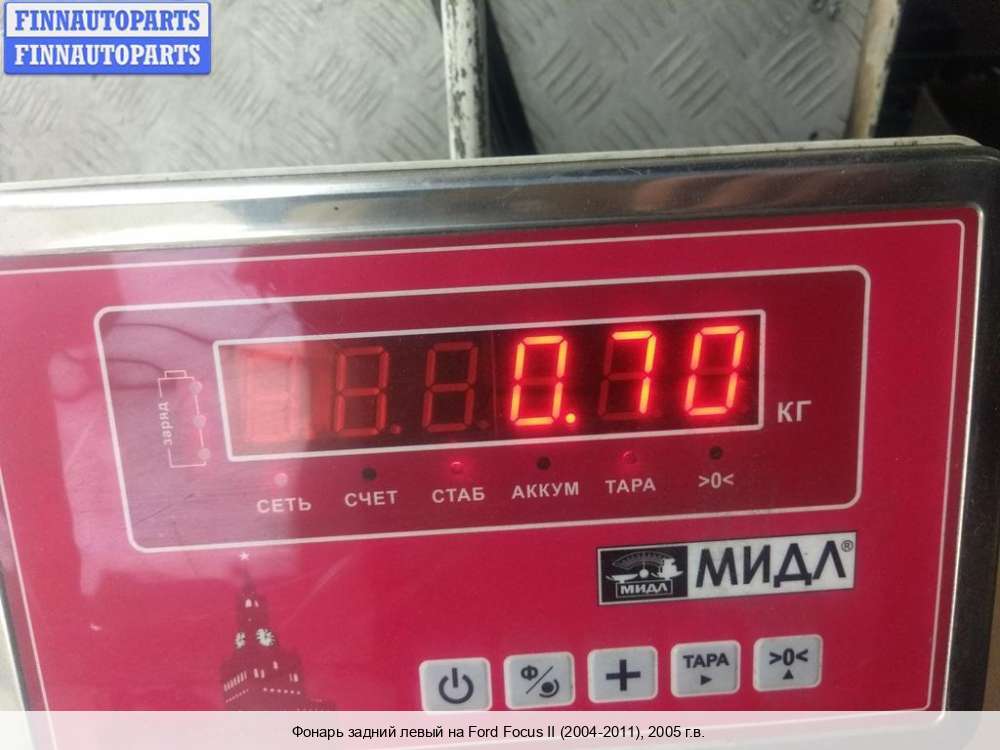 FINNAUTOPARTS
FINNAUTOPARTS
0.70
КГ
заряд
СЕТЬ СЧЕТ СТАБ АККУМ ТАРА >0<
МИДЛ МИДЛ®
Ф/ + ТАРА >0<
Фонарь задний левый на Ford Focus II (2004-2011), 2005 г.в.